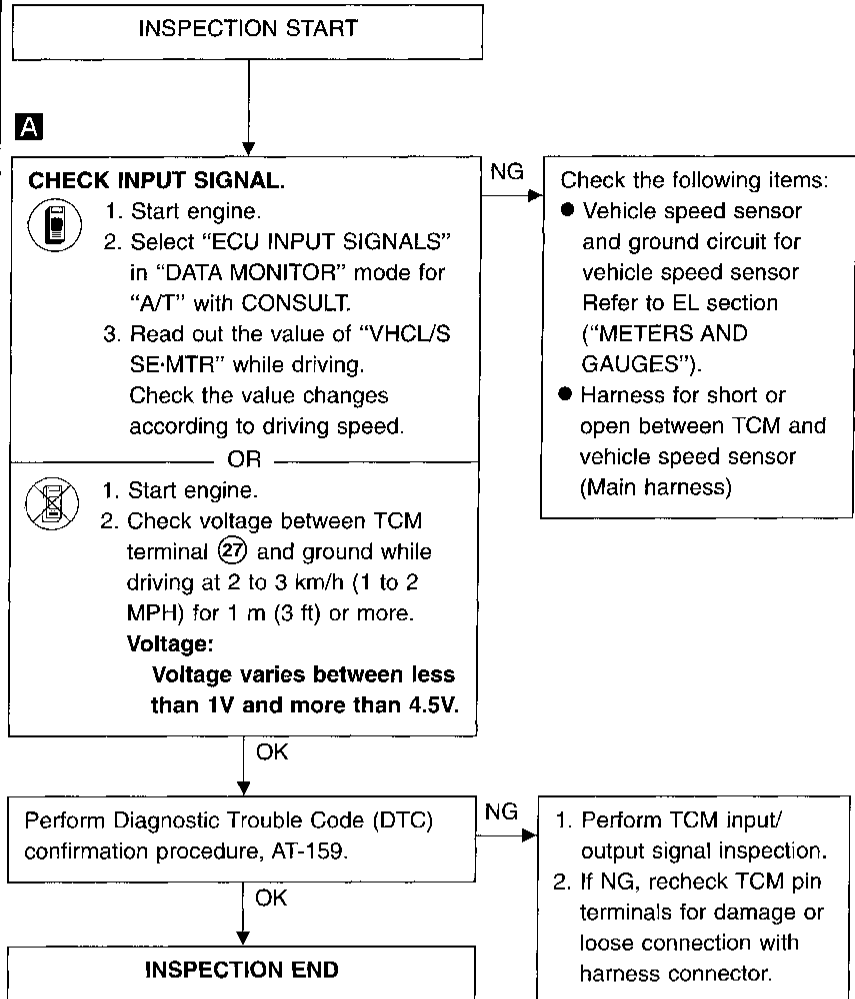 INSPECTION START
A
CHECK INPUT SIGNAL.
1. Start engine.
2. Select “ECU INPUT SIGNALS”
in “DATA MONITOR” mode for
“A/T” with CONSULT.
3. Read out the value of “VHCL/S
SE·MTR” while driving.
Check the value changes
according to driving speed.
OR
1. Start engine.
2. Check voltage between TCM
terminal 27 and ground while
driving at 2 to 3 km/h (1 to 2
MPH) for 1 m (3 ft) or more.
Voltage:
Voltage varies between less
than 1V and more than 4.5V.
NG
Check the following items:
● Vehicle speed sensor
and ground circuit for
vehicle speed sensor
Refer to EL section
(“METERS AND
GAUGES”).
● Harness for short or
open between TCM and
vehicle speed sensor
(Main harness)
OK
Perform Diagnostic Trouble Code (DTC)
confirmation procedure, AT-159.
NG
1. Perform TCM input/
output signal inspection.
2. If NG, recheck TCM pin
terminals for damage or
loose connection with
harness connector.
OK
INSPECTION END